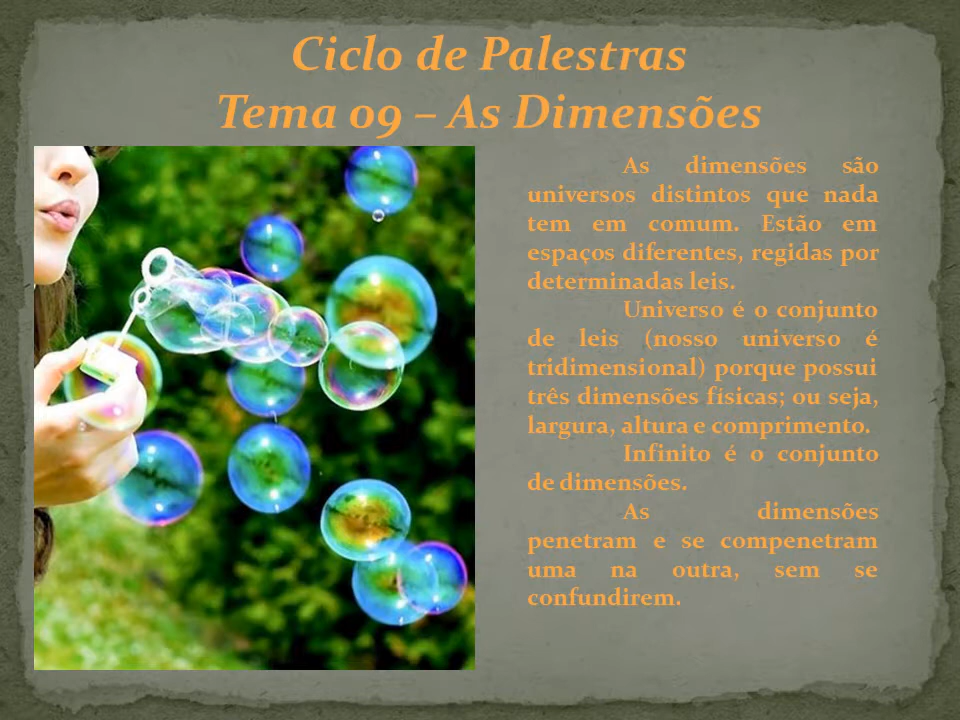 Ciclo de Palestras
Tema 09 – As Dimensões
As dimensões são
universos distintos que nada
tem em comum. Estão em
espaços diferentes, regidas por
determinadas leis.
Universo é o conjunto
de leis (nosso universo é
tridimensional) porque possui
três dimensões físicas; ou seja,
largura, altura e comprimento.
Infinito é o conjunto
de dimensões.
As dimensões
penetram e se compenetram
uma na outra, sem se
confundirem.